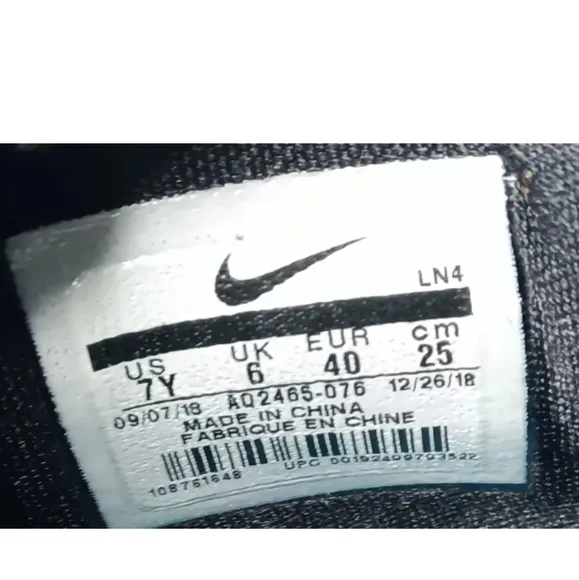 LN4
US UK EUR cm
7Y 6 40 25
09/07/18 AQ2465-076 12/26/18
MADE IN CHINA
FABRIQUE EN CHINE
108761648 UPC 00192499793522